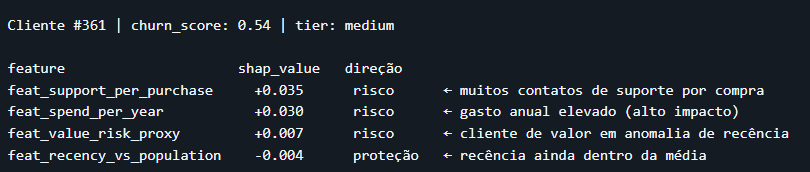 Cliente #361 | churn_score: 0.54 | tier: medium
feature shap_value direção
feat_support_per_purchase +0.035 risco ← muitos contatos de suporte por compra
feat_spend_per_year +0.030 risco ← gasto anual elevado (alto impacto)
feat_value_risk_proxy +0.007 risco ← cliente de valor em anomalia de recência
feat_recency_vs_population -0.004 proteção ← recência ainda dentro da média